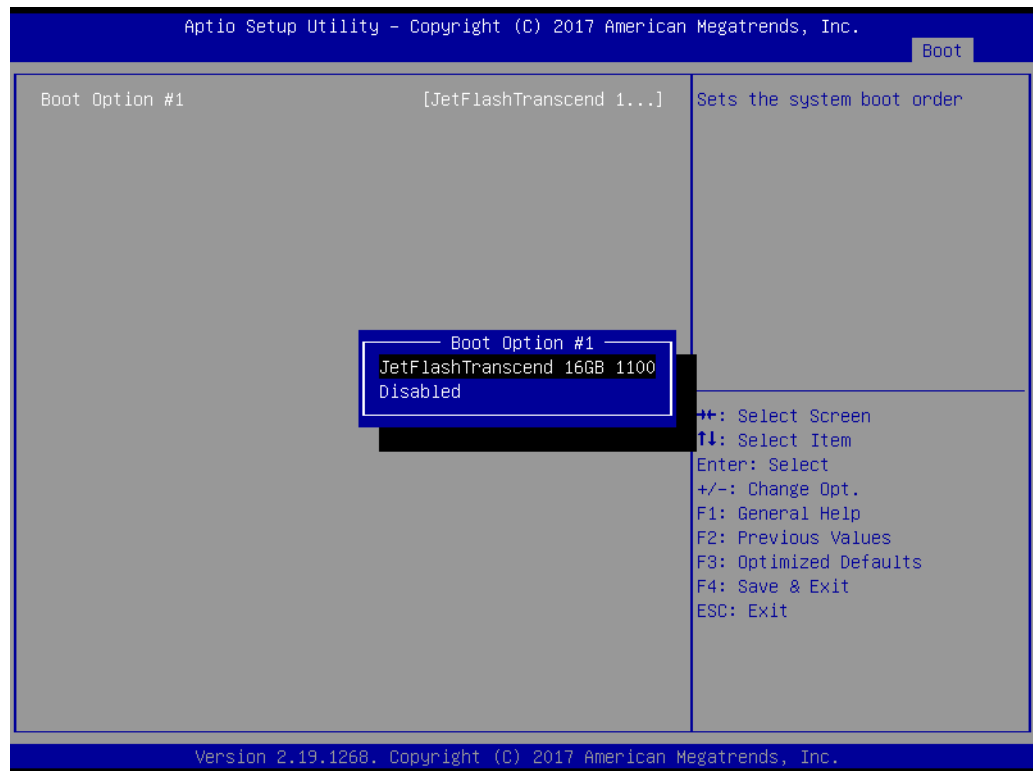 Aptio Setup Utility – Copyright (C) 2017 American Megatrends, Inc.
Boot
Boot Option #1 [JetFlashTranscend 1...]
Sets the system boot order
Boot Option #1
JetFlashTranscend 16GB 1100
Disabled
→←: Select Screen
↑↓: Select Item
Enter: Select
+/-: Change Opt.
F1: General Help
F2: Previous Values
F3: Optimized Defaults
F4: Save & Exit
ESC: Exit
Version 2.19.1268. Copyright (C) 2017 American Megatrends, Inc.